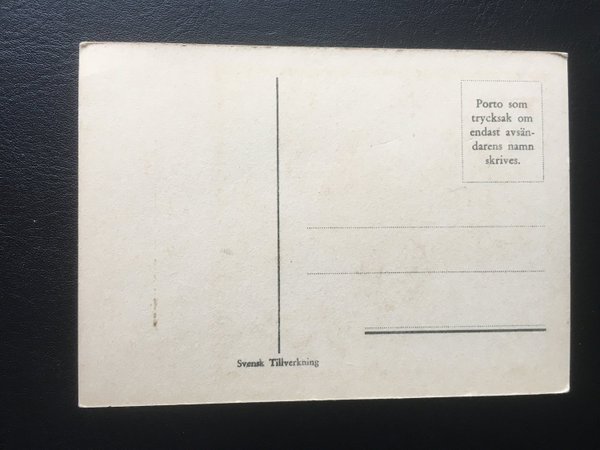 Porto som
trycksak om
endast avsän-
darens namn
skrives.
Svensk Tillverkning